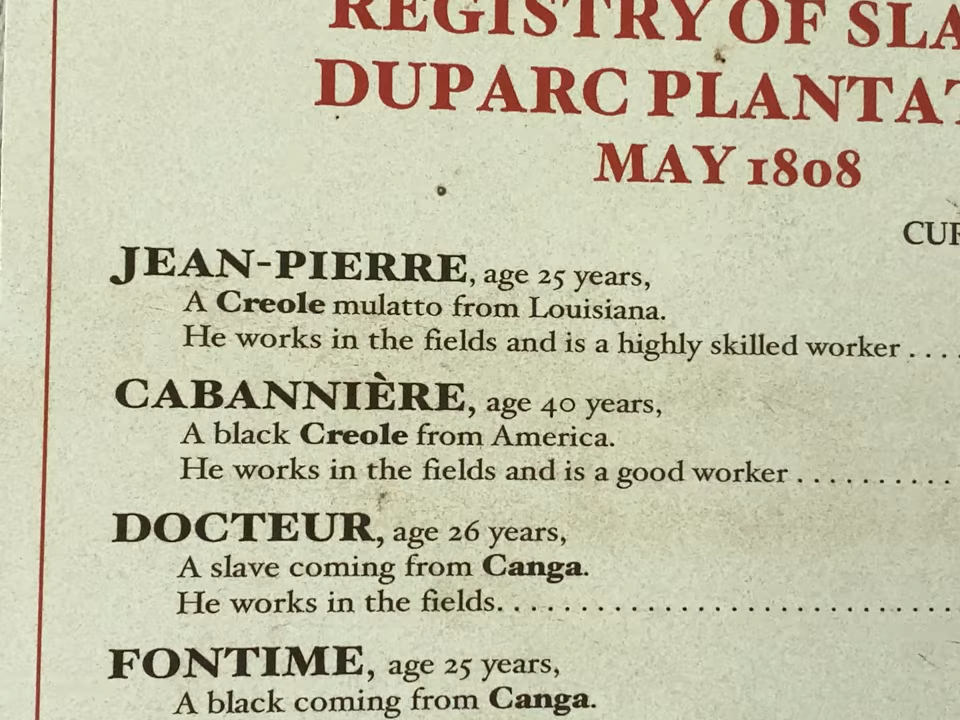 REGISTRY OF SLA
DUPARC PLANTAT
MAY 1808
CUR
JEAN-PIERRE, age 25 years,
A Creole mulatto from Louisiana.
He works in the fields and is a highly skilled worker . . . .
CABANNIÈRE, age 40 years,
A black Creole from America.
He works in the fields and is a good worker . . . . . . . . . .
DOCTEUR, age 26 years,
A slave coming from Canga.
He works in the fields. . . . . . . . . . . . . . . . . . . . . . . . . . . . . . .
FONTIME, age 25 years,
A black coming from Canga.